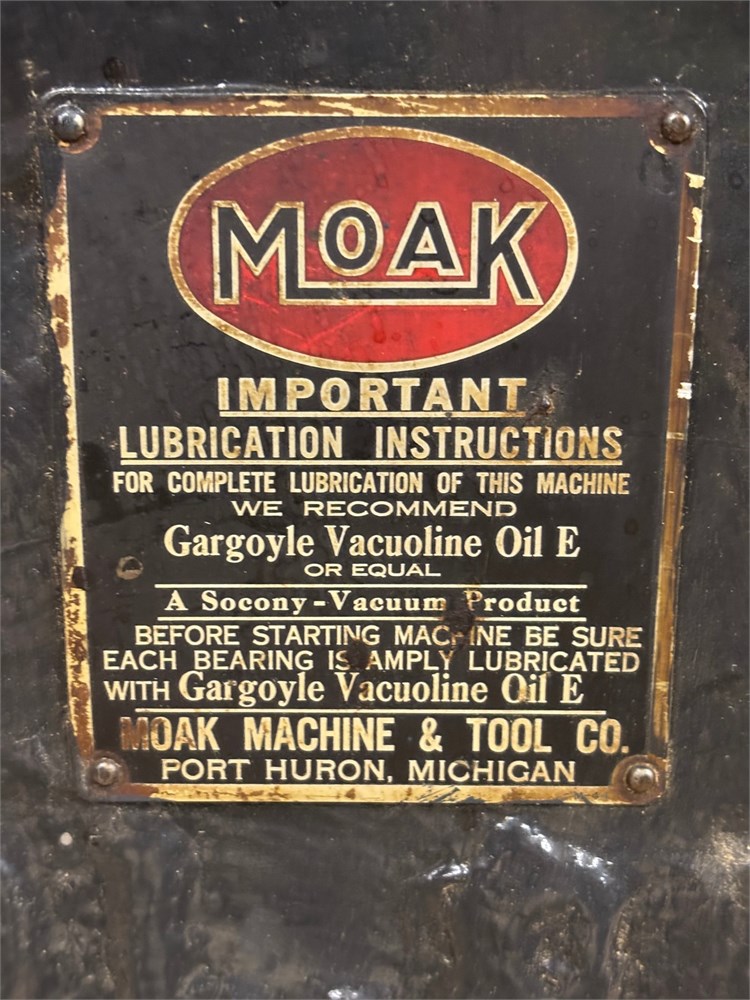 MOAK
IMPORTANT
LUBRICATION INSTRUCTIONS
FOR COMPLETE LUBRICATION OF THIS MACHINE
WE RECOMMEND
Gargoyle Vacuoline Oil E
OR EQUAL
A Socony-Vacuum Product
BEFORE STARTING MACHINE BE SURE
EACH BEARING IS AMPLY LUBRICATED
WITH Gargoyle Vacuoline Oil E
MOAK MACHINE & TOOL CO.
PORT HURON, MICHIGAN